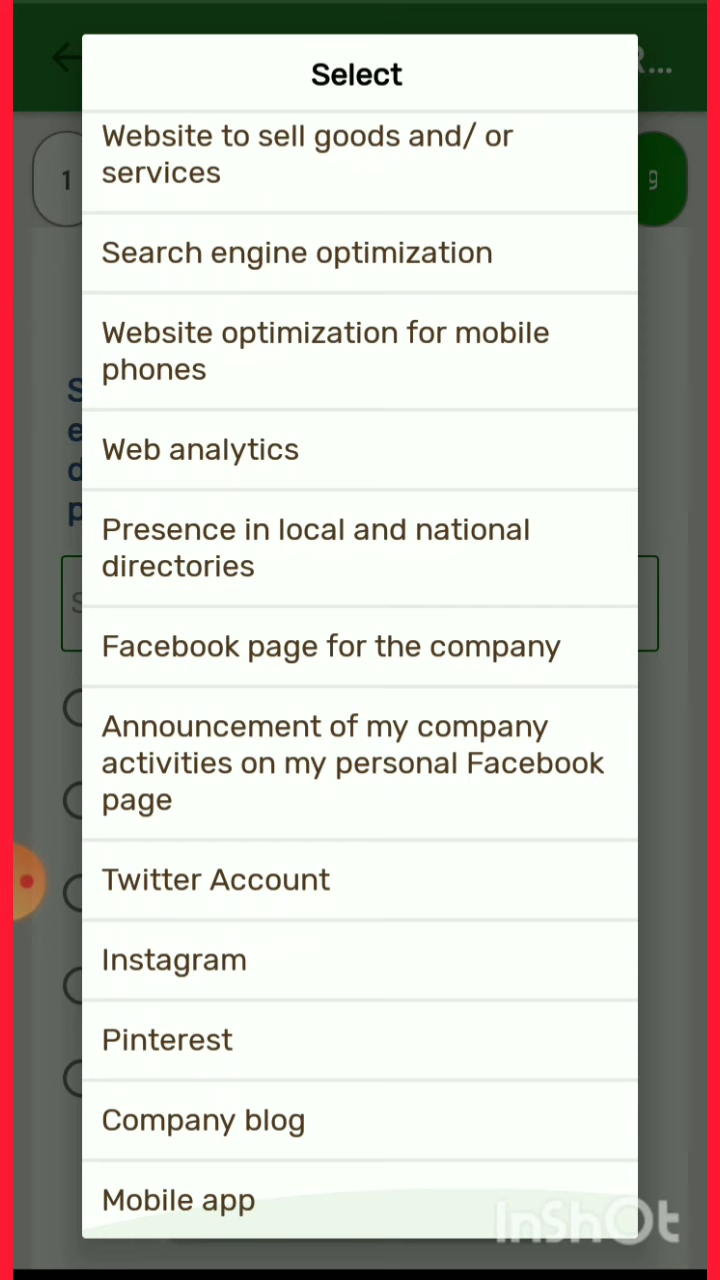 Select
Website to sell goods and/ or
services
1
9
Search engine optimization
Website optimization for mobile
phones
Web analytics
Presence in local and national
directories
Facebook page for the company
Announcement of my company
activities on my personal Facebook
page
Twitter Account
Instagram
Pinterest
Company blog
Mobile app
InShOt